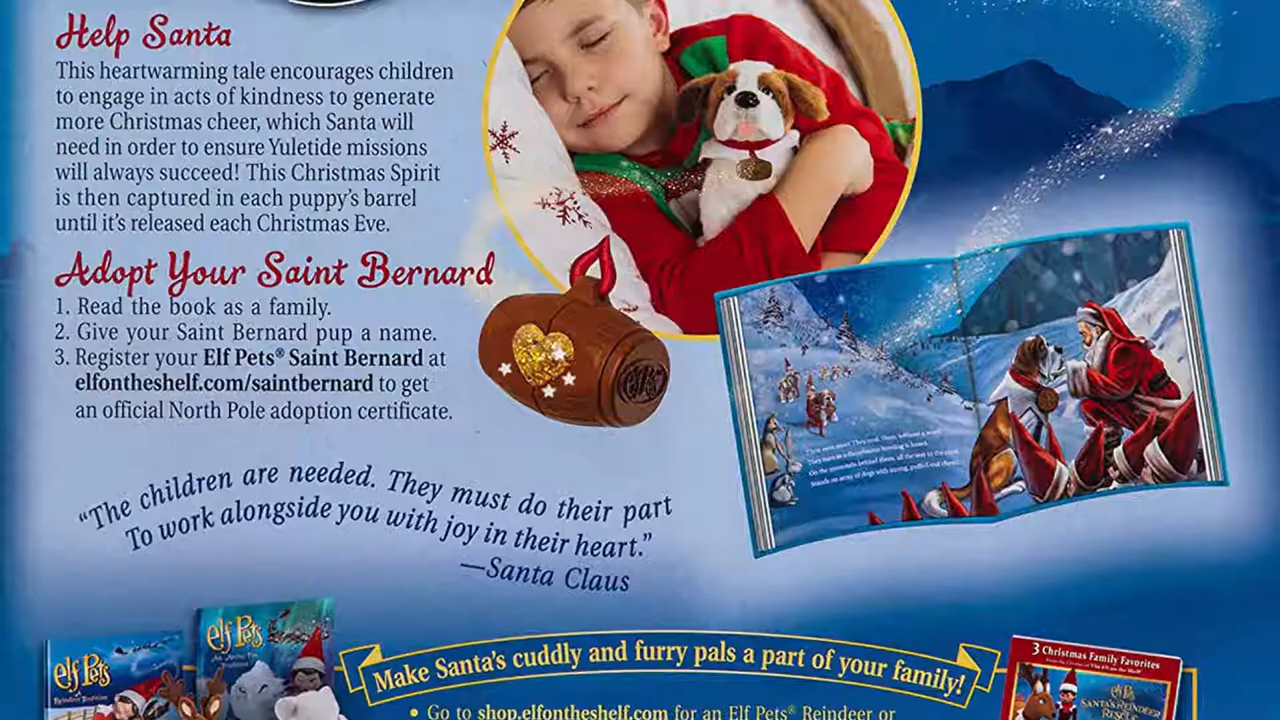 Help Santa
This heartwarming tale encourages children
to engage in acts of kindness to generate
more Christmas cheer, which Santa will
need in order to ensure Yuletide missions
will always succeed! This Christmas Spirit
is then captured in each puppy's barrel
until it's released each Christmas Eve.
Adopt Your Saint Bernard
1. Read the book as a family.
2. Give your Saint Bernard pup a name.
3. Register your Elf Pets® Saint Bernard at
elfontheshelf.com/saintbernard to get
an official North Pole adoption certificate.
"The children are needed. They must do their part
To work alongside you with joy in their heart."
—Santa Claus
elf Pets
elf Pets
Make Santa's cuddly and furry pals a part of your family!
• Go to shop.elfontheshelf.com for an Elf Pets® Reindeer or
3 Christmas Family Favorites
elf Pets
SANTA'S REINDEER